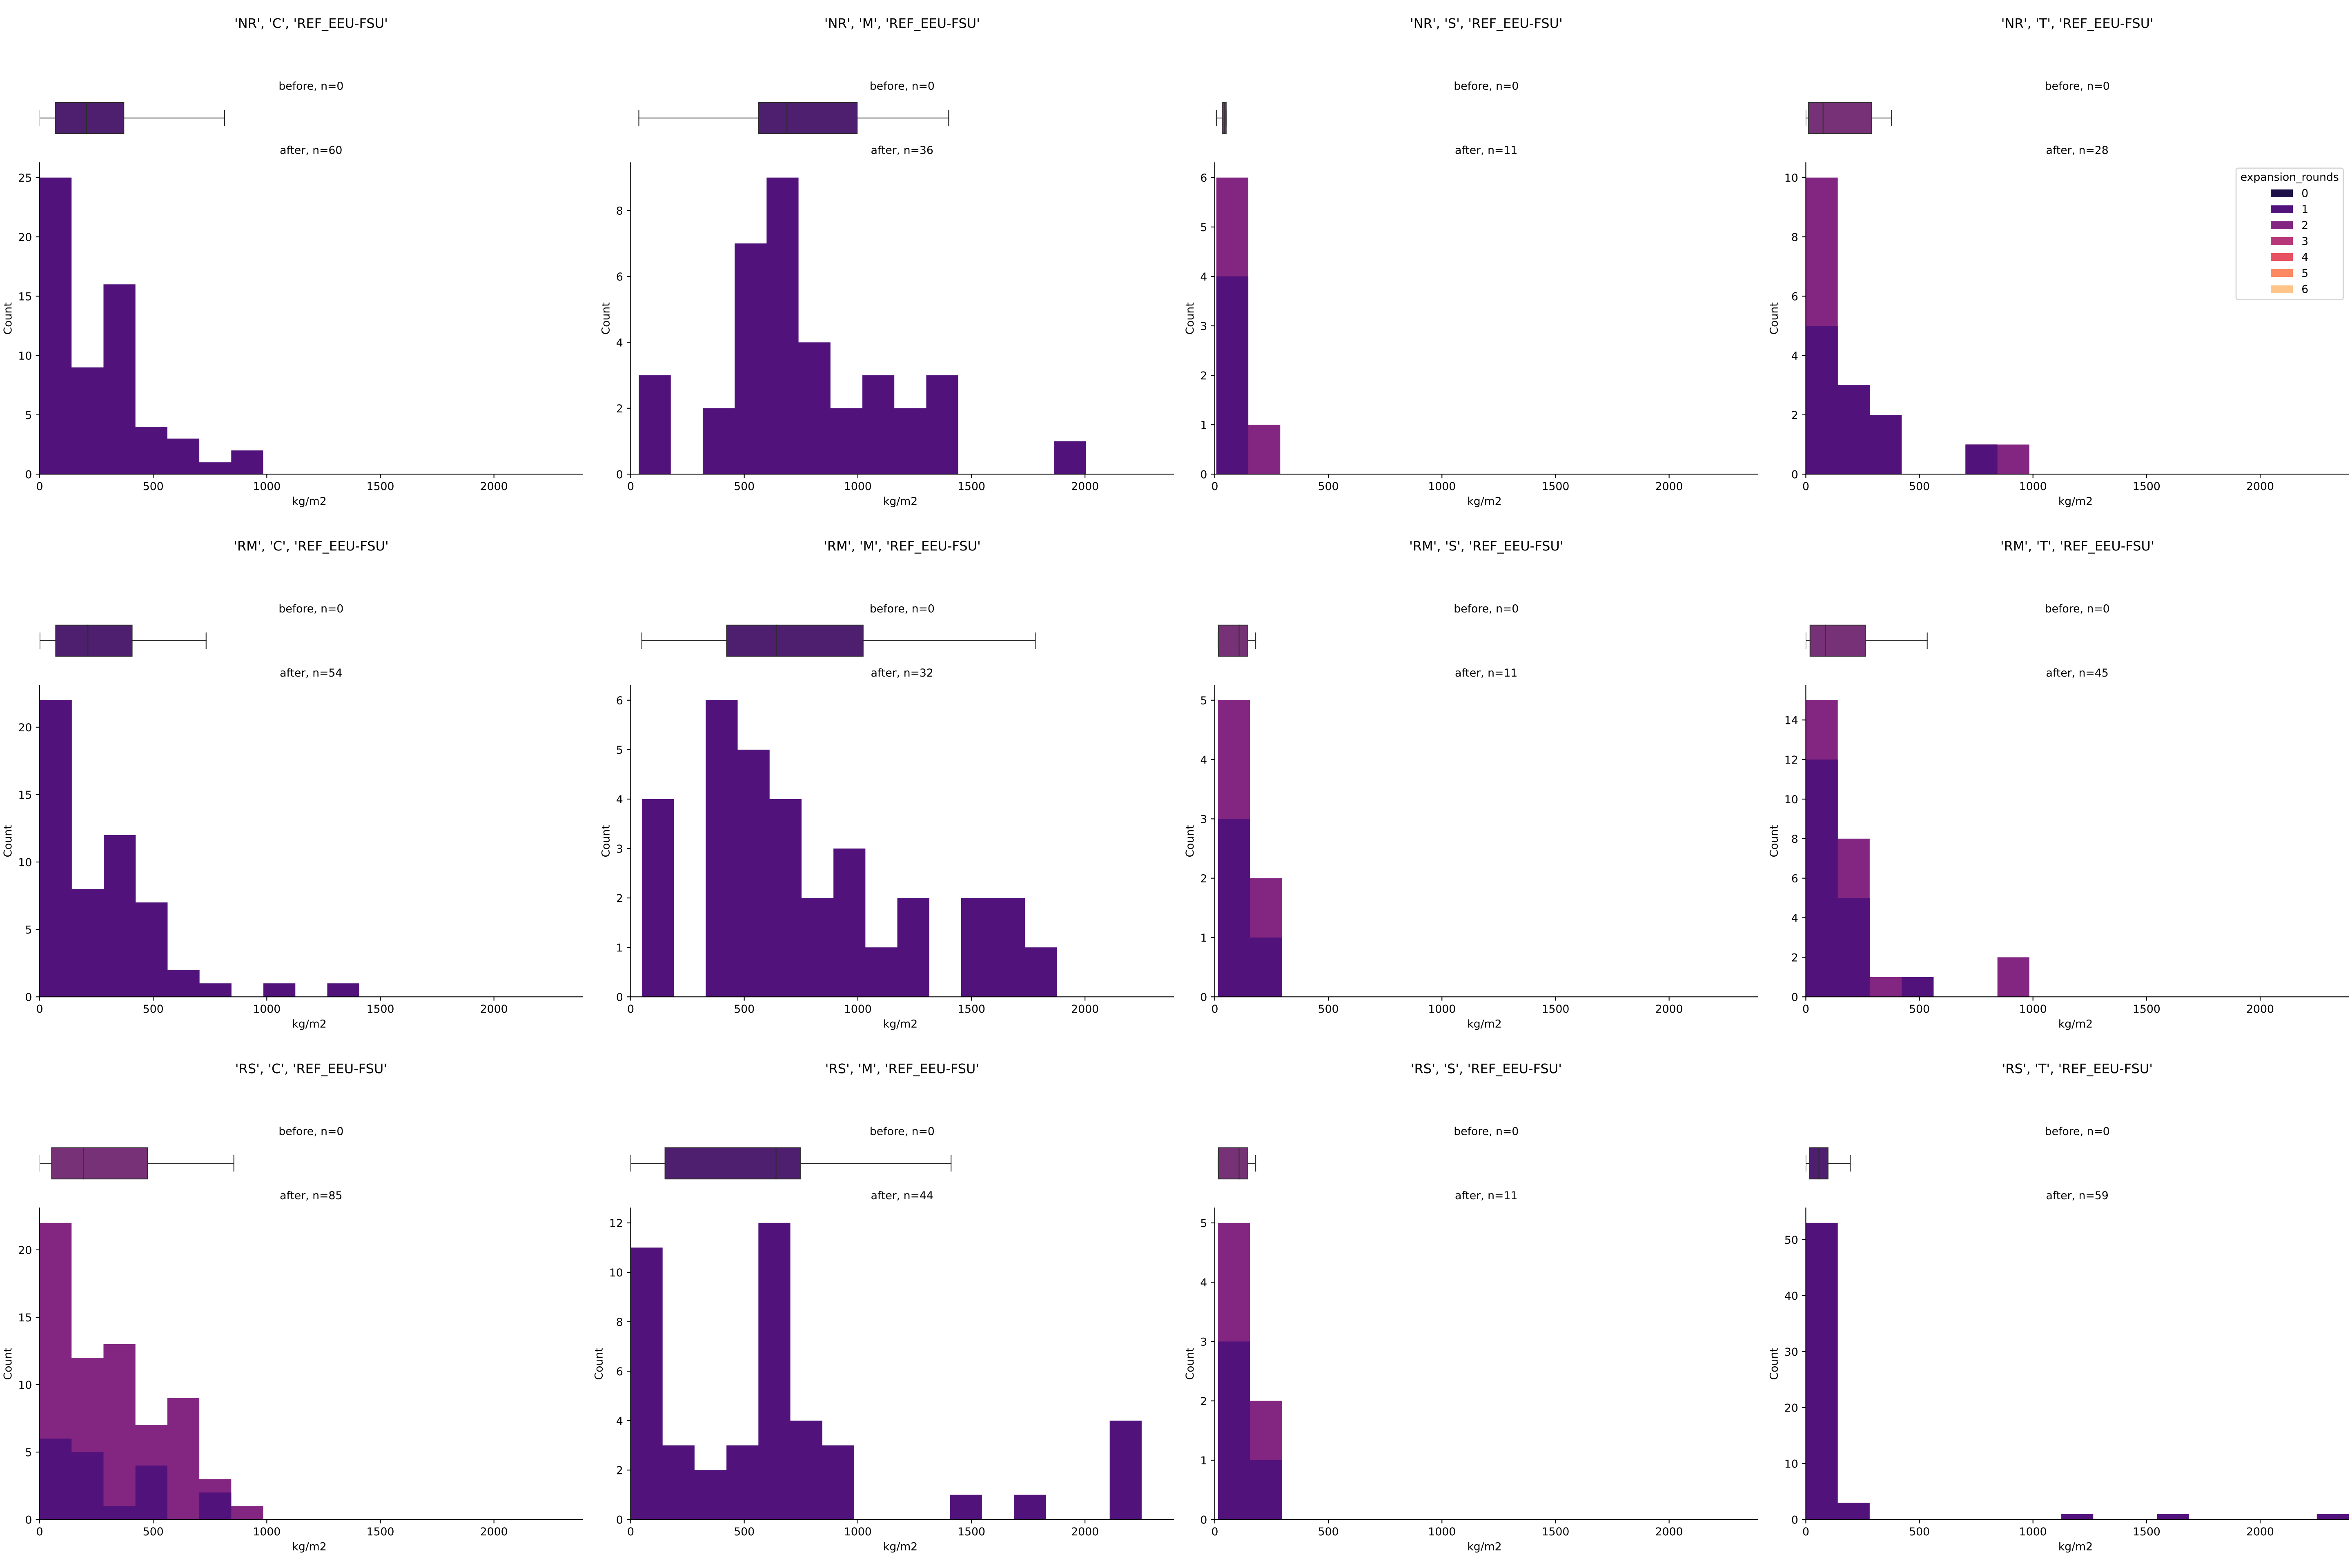 'NR', 'C', 'REF_EEU-FSU'
before, n=0
after, n=60
Count
25
20
15
10
5
0
0 500 1000 1500 2000
kg/m2
'NR', 'M', 'REF_EEU-FSU'
before, n=0
after, n=36
Count
8
6
4
2
0
0 500 1000 1500 2000
kg/m2
'NR', 'S', 'REF_EEU-FSU'
before, n=0
after, n=11
Count
6
5
4
3
2
1
0
0 500 1000 1500 2000
kg/m2
'NR', 'T', 'REF_EEU-FSU'
before, n=0
after, n=28
Count
10
8
6
4
2
0
0 500 1000 1500 2000
kg/m2
expansion_rounds
0
1
2
3
4
5
6
'RM', 'C', 'REF_EEU-FSU'
before, n=0
after, n=54
Count
20
15
10
5
0
0 500 1000 1500 2000
kg/m2
'RM', 'M', 'REF_EEU-FSU'
before, n=0
after, n=32
Count
6
5
4
3
2
1
0
0 500 1000 1500 2000
kg/m2
'RM', 'S', 'REF_EEU-FSU'
before, n=0
after, n=11
Count
5
4
3
2
1
0
0 500 1000 1500 2000
kg/m2
'RM', 'T', 'REF_EEU-FSU'
before, n=0
after, n=45
Count
14
12
10
8
6
4
2
0
0 500 1000 1500 2000
kg/m2
'RS', 'C', 'REF_EEU-FSU'
before, n=0
after, n=85
Count
20
15
10
5
0
0 500 1000 1500 2000
kg/m2
'RS', 'M', 'REF_EEU-FSU'
before, n=0
after, n=44
Count
12
10
8
6
4
2
0
0 500 1000 1500 2000
kg/m2
'RS', 'S', 'REF_EEU-FSU'
before, n=0
after, n=11
Count
5
4
3
2
1
0
0 500 1000 1500 2000
kg/m2
'RS', 'T', 'REF_EEU-FSU'
before, n=0
after, n=59
Count
50
40
30
20
10
0
0 500 1000 1500 2000
kg/m2